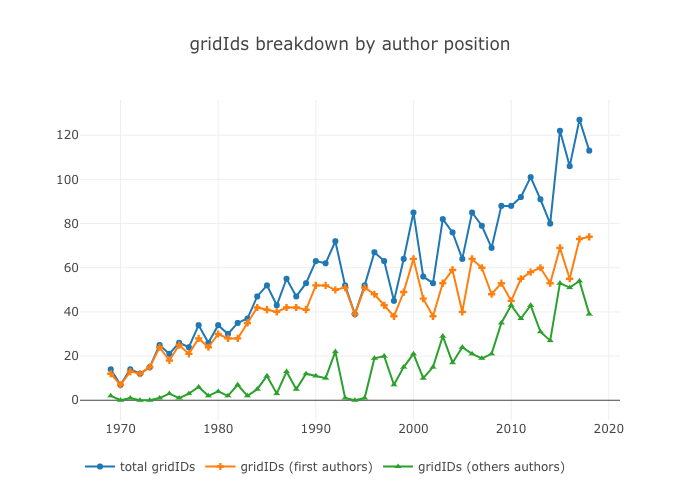 gridIds breakdown by author position
120
100
80
60
40
20
0
1970 1980 1990 2000 2010 2020
total gridIDs gridIDs (first authors) gridIDs (others authors)